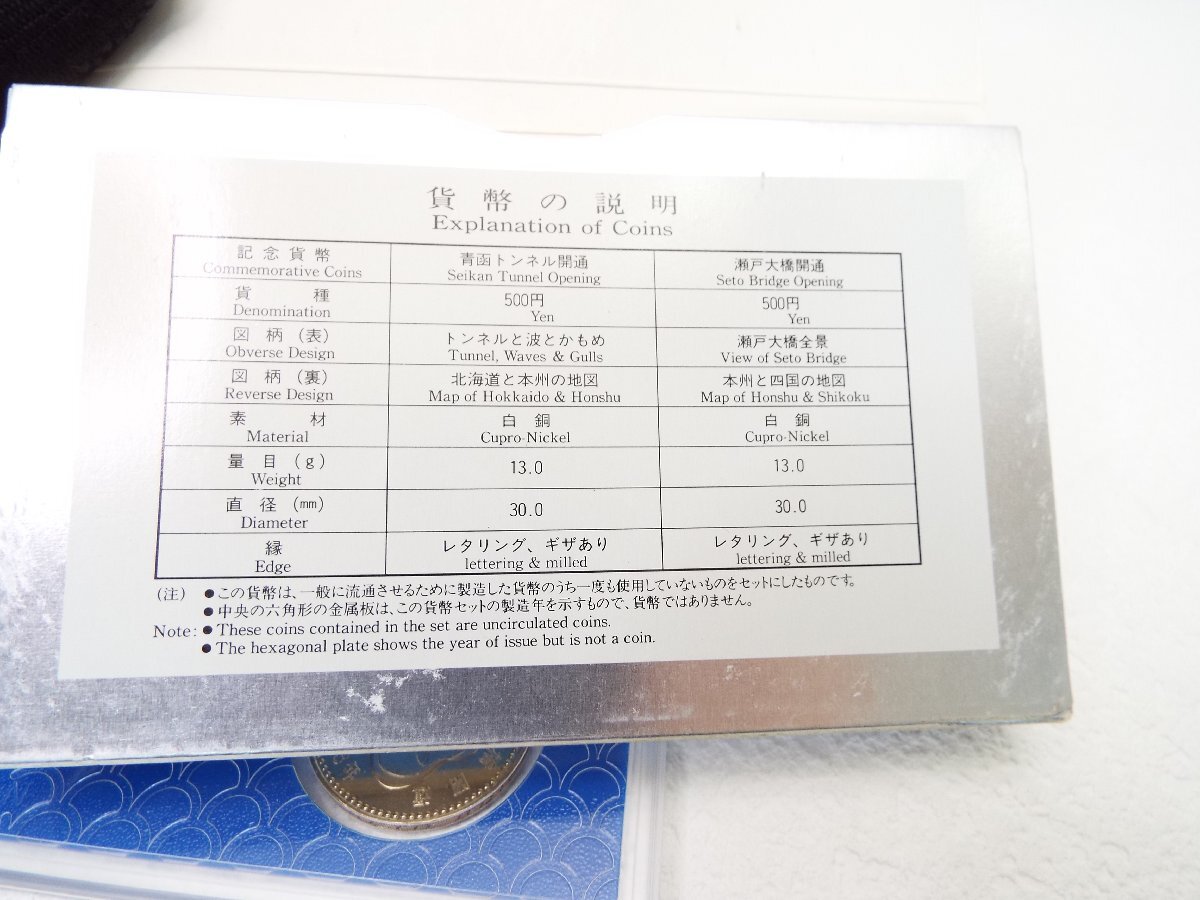 貨幣の説明
Explanation of Coins
記念貨幣 青函トンネル開通 瀬戸大橋開通
Commemorative Coins Seikan Tunnel Opening Seto Bridge Opening
貨種 500円 500円
Denomination Yen Yen
図柄(表) トンネルと波とかもめ 瀬戸大橋全景
Obverse Design Tunnel, Waves & Gulls View of Seto Bridge
図柄(裏) 北海道と本州の地図 本州と四国の地図
Reverse Design Map of Hokkaido & Honshu Map of Honshu & Shikoku
素材 白銅 白銅
Material Cupro-Nickel Cupro-Nickel
量目(g) 13.0 13.0
Weight
直径(mm) 30.0 30.0
Diameter
縁 レタリング、ギザあり レタリング、ギザあり
Edge lettering & milled lettering & milled
(注) ●この貨幣は、一般に流通させるために製造した貨幣のうち一度も使用していないものをセットにしたものです。
●中央の六角形の金属板は、この貨幣セットの製造年を示すもので、貨幣ではありません。
Note: ● These coins contained in the set are uncirculated coins.
● The hexagonal plate shows the year of issue but is not a coin.